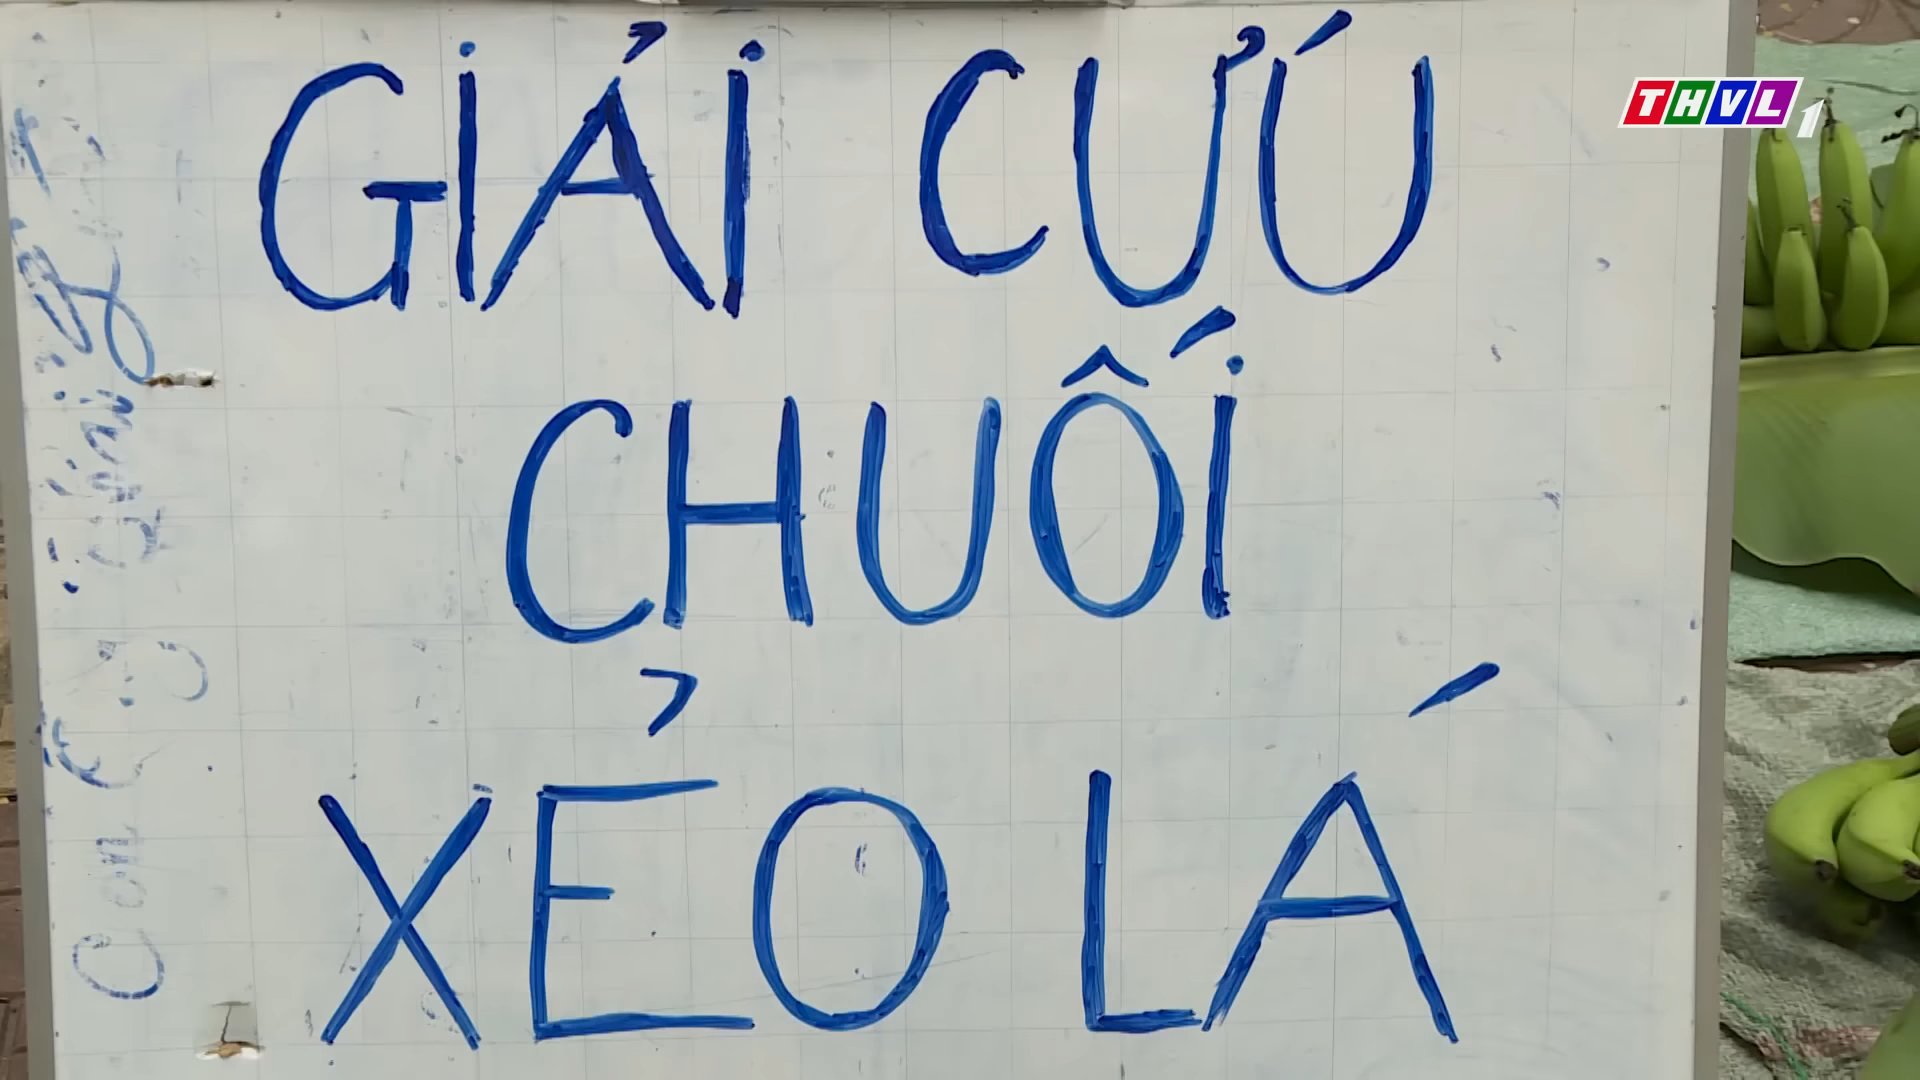 GIẢI CỨU
CHUỐI
XẺO LÁ
THVL1